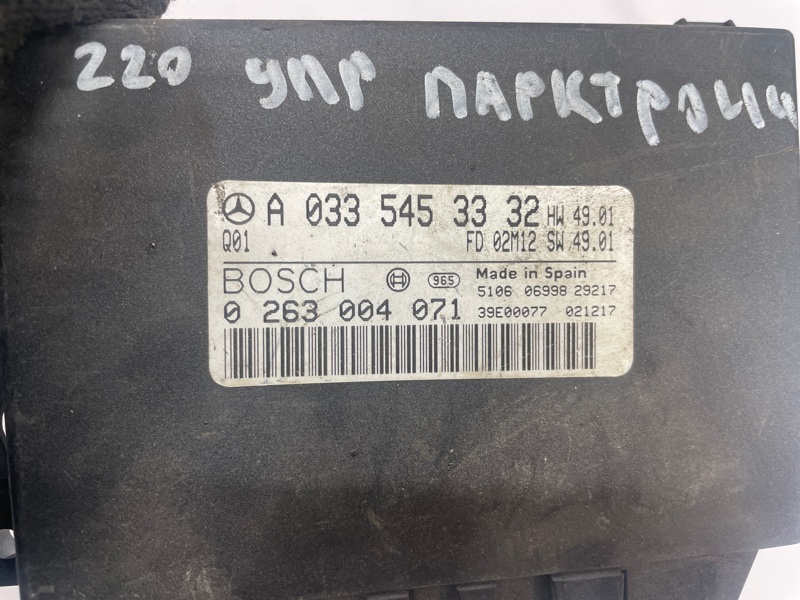 220 УПР ПАРКТРОНИ
A 033 545 33 32 HW 49.01
Q01 FD 02M12 SW 49.01
BOSCH 965 Made in Spain
5106 06998 29217
0 263 004 071 39E00077 021217